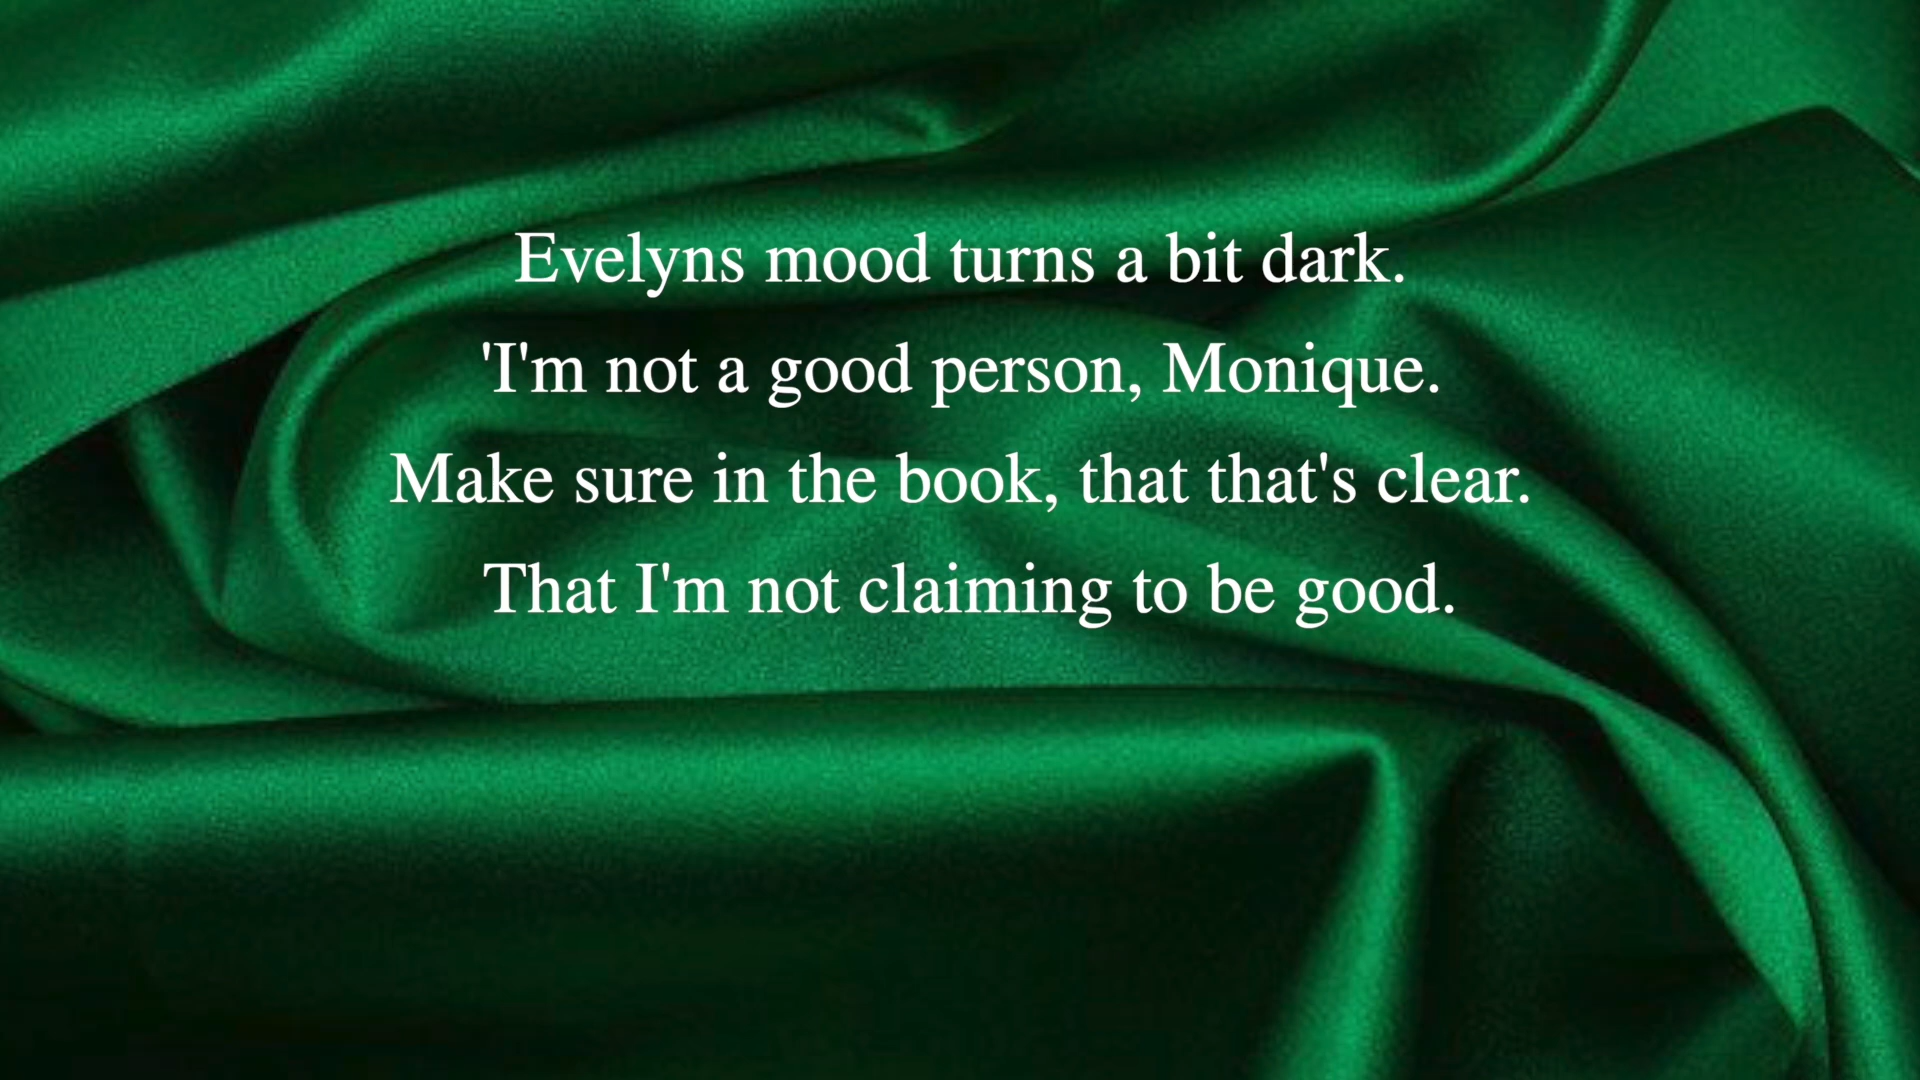 Evelyns mood turns a bit dark.
'I'm not a good person, Monique.
Make sure in the book, that that's clear.
That I'm not claiming to be good.